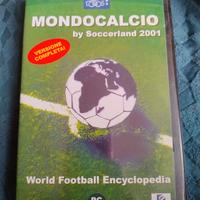 MONDOCALCIO
by Soccerland 2001
VERSIONE
COMPLETA!
World Football Encyclopedia
PC